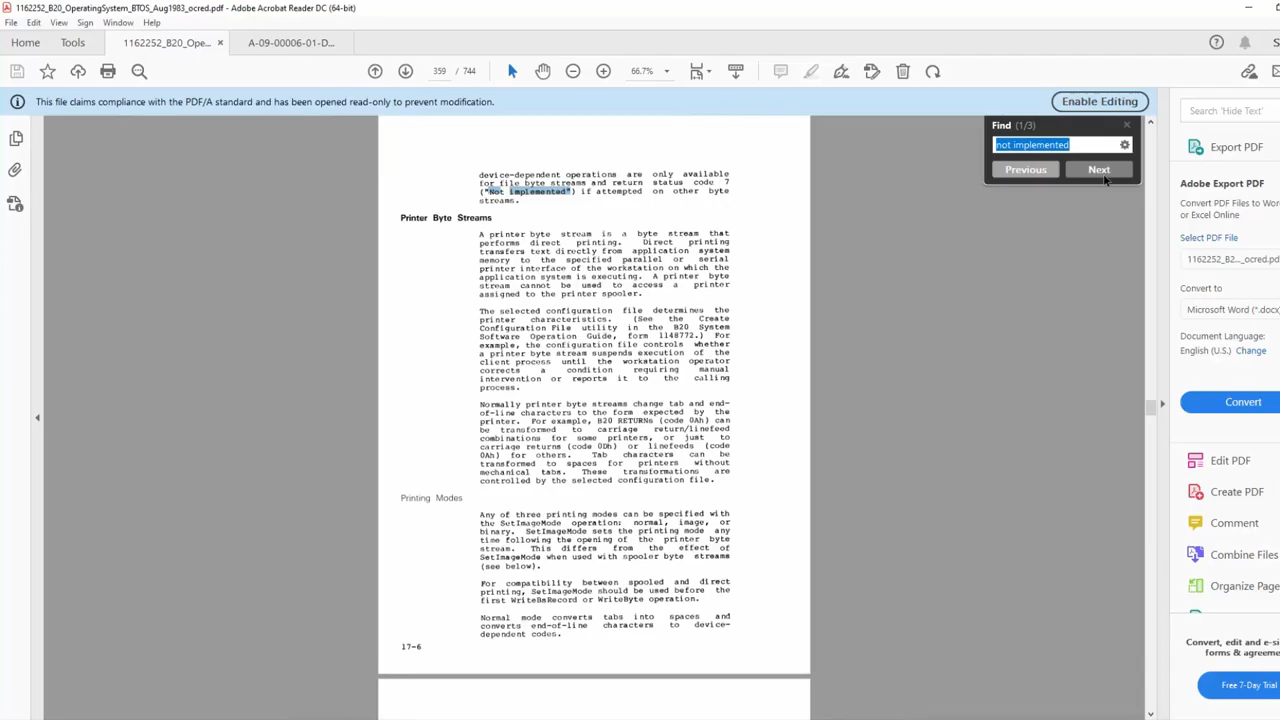 1162252_B20_OperatingSystem_BTOS_Aug1983_ocred.pdf - Adobe Acrobat Reader DC (64-bit)
File Edit View Sign Window Help
Home Tools 1162252_B20_Ope... × A-09-00006-01-D...
359 / 744 66.7%
This file claims compliance with the PDF/A standard and has been opened read-only to prevent modification. Enable Editing
Find (1/3)
not implemented
Previous Next
device-dependent operations are only available
for file byte streams and return status code 7
("Not implemented") if attempted on other byte
streams.
Printer Byte Streams
A printer byte stream is a byte stream that
performs direct printing. Direct printing
transfers text directly from application system
memory to the specified parallel or serial
printer interface of the workstation on which the
application system is executing. A printer byte
stream cannot be used to access a printer
assigned to the printer spooler.
The selected configuration file determines the
printer characteristics. (See the Create
Configuration File utility in the B20 System
Software Operation Guide, form 1148772.) For
example, the configuration file controls whether
a printer byte stream suspends execution of the
client process until the workstation operator
corrects a condition requiring manual
intervention or reports it to the calling
process.
Normally printer byte streams change tab and end-
of-line characters to the form expected by the
printer. For example, B20 RETURNs (code 0Ah) can
be transformed to carriage return/linefeed
combinations for some printers, or just to
carriage returns (code 0Dh) or linefeeds (code
0Ah) for others. Tab characters can be
transformed to spaces for printers without
mechanical tabs. These transformations are
controlled by the selected configuration file.
Printing Modes
Any of three printing modes can be specified with
the SetImageMode operation: normal, image, or
binary. SetImageMode sets the printing mode any
time following the opening of the printer byte
stream. This differs from the effect of
SetImageMode when used with spooler byte streams
(see below).
For compatibility between spooled and direct
printing, SetImageMode should be used before the
first WriteBsRecord or WriteByte operation.
Normal mode converts tabs into spaces and
converts end-of-line characters to device-
dependent codes.
17-6
Search 'Hide Text'
Export PDF
Adobe Export PDF
Convert PDF Files to Wor
or Excel Online
Select PDF File
1162252_B2..._ocred.pd
Convert to
Microsoft Word (*.docx
Document Language:
English (U.S.) Change
Convert
Edit PDF
Create PDF
Comment
Combine Files
Organize Page
Convert, edit and e-si
forms & agreeme
Free 7-Day Trial